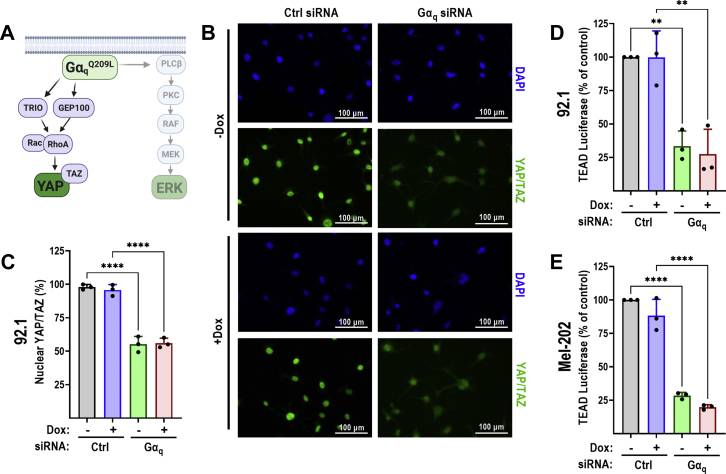 A
Gαq Q209L
PLCβ
TRIO
GEP100
PKC
RAF
Rac
RhoA
MEK
YAP
TAZ
ERK
B
Ctrl siRNA
Gαq siRNA
-Dox
100 μm
100 μm
DAPI
100 μm
100 μm
YAP/TAZ
+Dox
100 μm
100 μm
DAPI
100 μm
100 μm
YAP/TAZ
C
92.1
Nuclear YAP/TAZ (%)
100
75
50
25
****
****
Dox: - + - +
siRNA: Ctrl Gαq
D
92.1
TEAD Luciferase (% of control)
125
100
75
50
25
**
**
Dox: - + - +
siRNA: Ctrl Gαq
E
Mel-202
TEAD Luciferase (% of control)
125
100
75
50
25
****
****
Dox: - + - +
siRNA: Ctrl Gαq